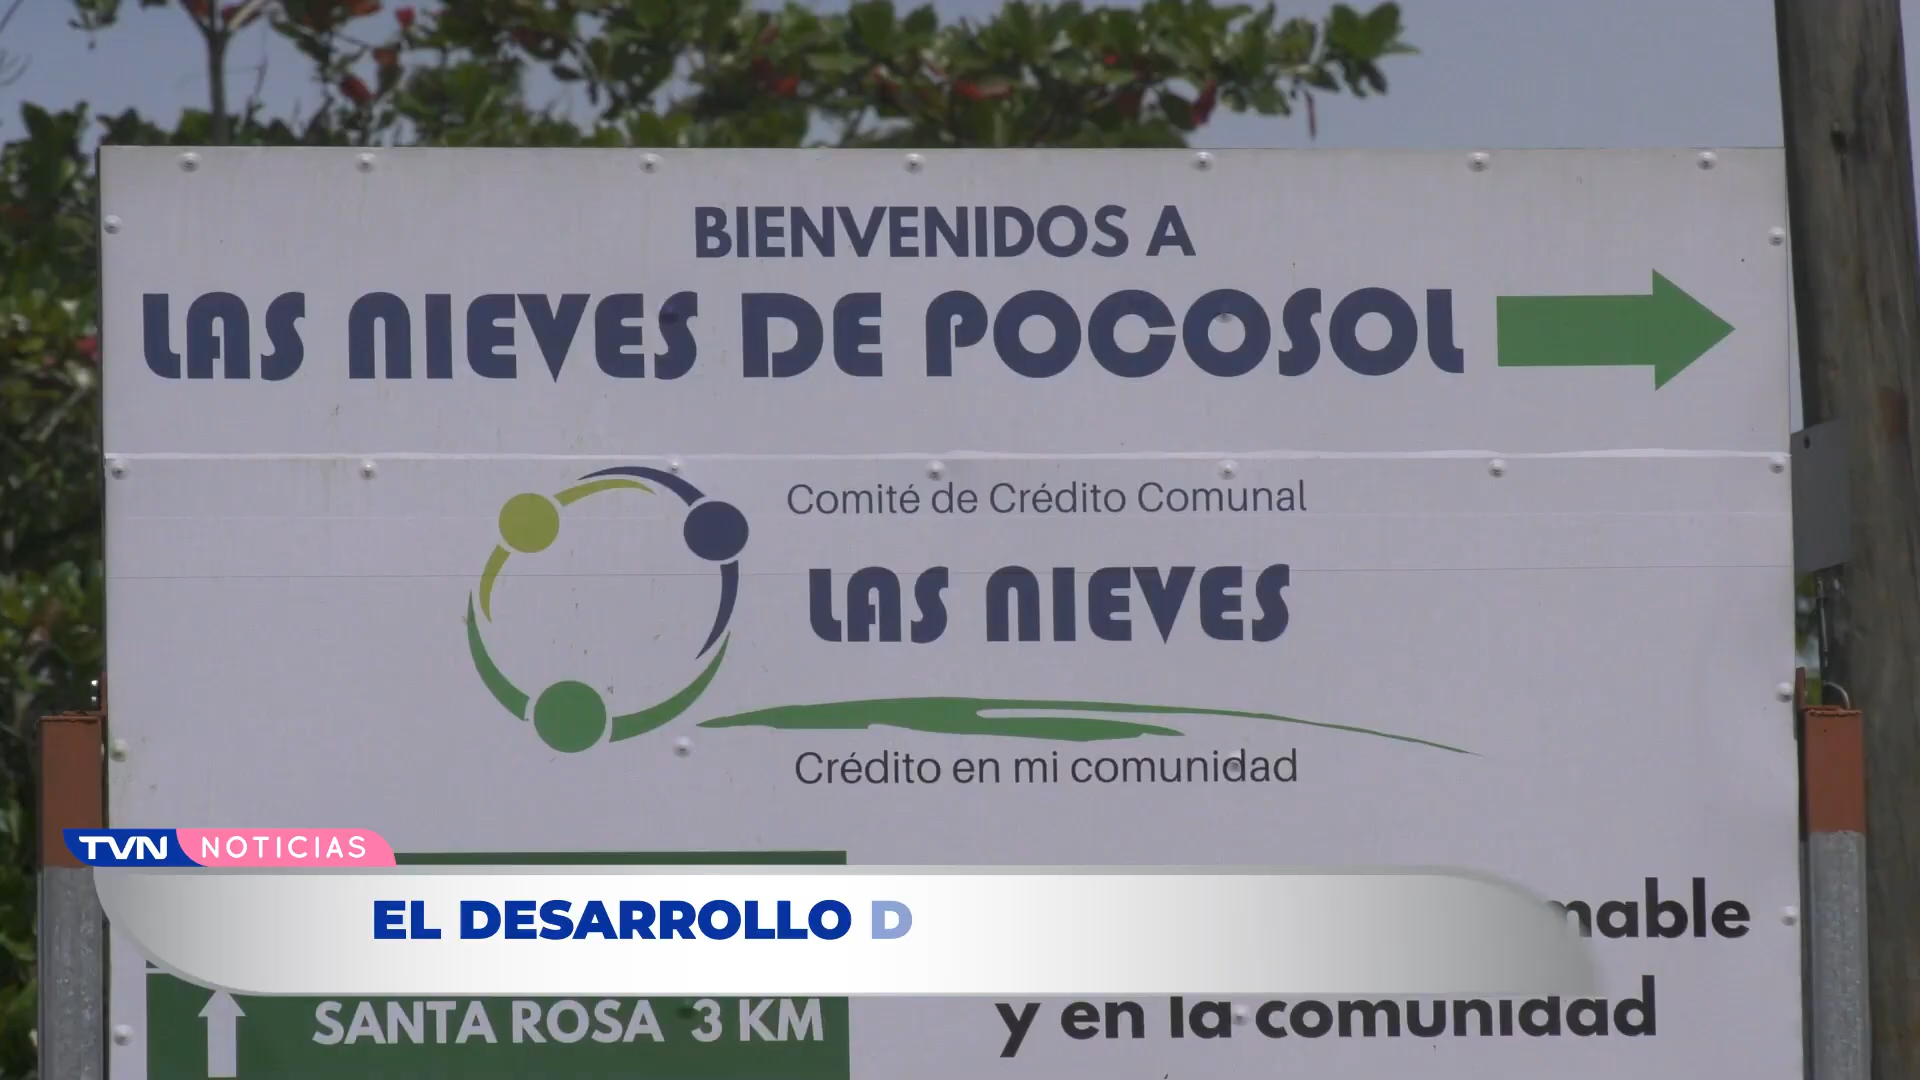 BIENVENIDOS A
LAS NIEVES DE POCOSOL
Comité de Crédito Comunal
LAS NIEVES
Crédito en mi comunidad
TVN NOTICIAS
EL DESARROLLO D
SANTA ROSA 3 KM
y en la comunidad